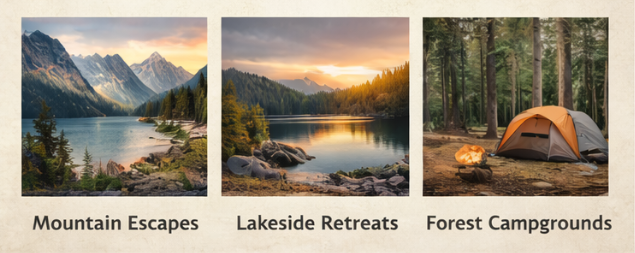 Mountain Escapes
Lakeside Retreats
Forest Campgrounds